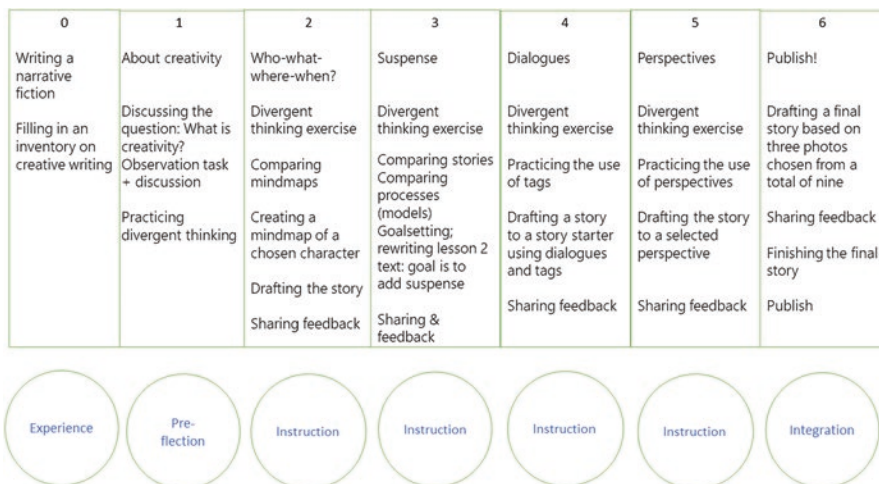 0
Writing a
narrative
fiction
Filling in an
inventory on
creative writing
1
About creativity
Discussing the
question: What is
creativity?
Observation task
+ discussion
Practicing
divergent thinking
2
Who-what-
where-when?
Divergent
thinking exercise
Comparing
mindmaps
Creating a
mindmap of a
chosen character
Drafting the story
Sharing feedback
3
Suspense
Divergent
thinking exercise
Comparing stories
Comparing
processes
(models)
Goalsetting;
rewriting lesson 2
text: goal is to
add suspense
Sharing &
feedback
4
Dialogues
Divergent
thinking exercise
Practicing the use
of tags
Drafting a story
to a story starter
using dialogues
and tags
Sharing feedback
5
Perspectives
Divergent
thinking exercise
Practicing the use
of perspectives
Drafting the story
to a selected
perspective
Sharing feedback
6
Publish!
Drafting a final
story based on
three photos
chosen from a
total of nine
Sharing feedback
Finishing the final
story
Publish
Experience
Pre-
flection
Instruction
Instruction
Instruction
Instruction
Integration